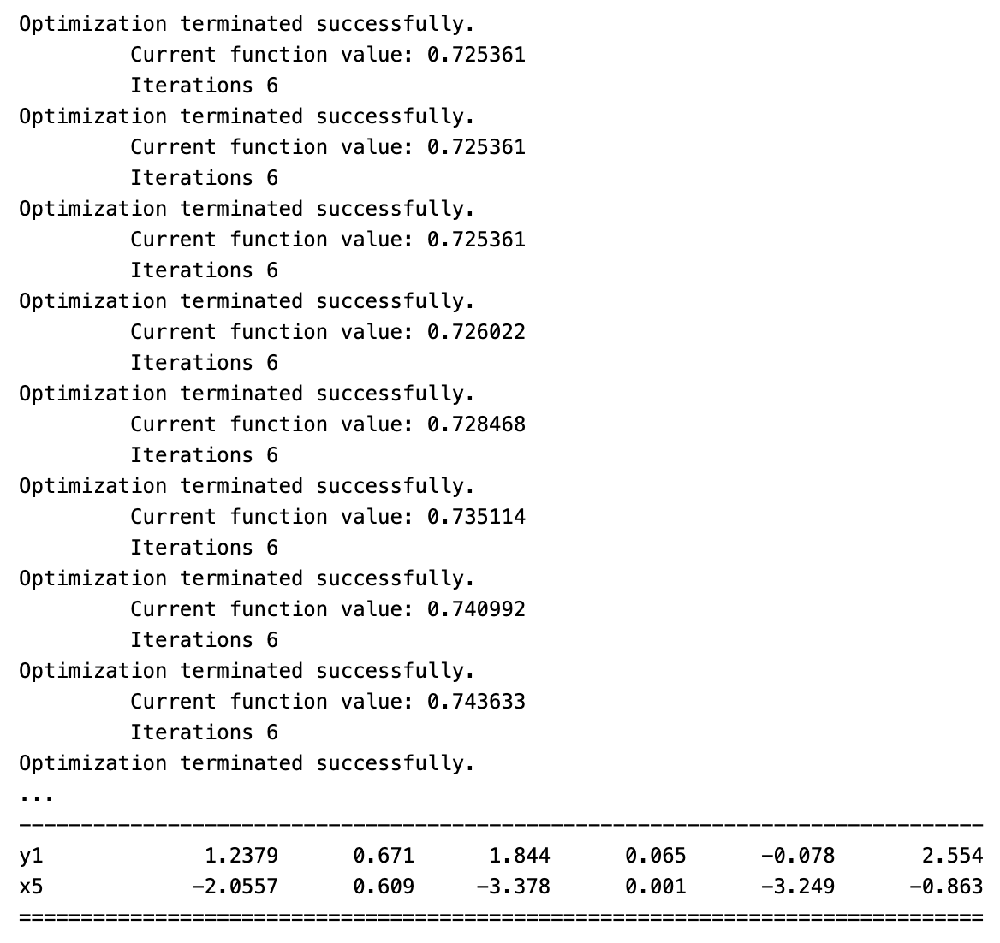 Optimization terminated successfully.
         Current function value: 0.725361
         Iterations 6
Optimization terminated successfully.
         Current function value: 0.725361
         Iterations 6
Optimization terminated successfully.
         Current function value: 0.725361
         Iterations 6
Optimization terminated successfully.
         Current function value: 0.726022
         Iterations 6
Optimization terminated successfully.
         Current function value: 0.728468
         Iterations 6
Optimization terminated successfully.
         Current function value: 0.735114
         Iterations 6
Optimization terminated successfully.
         Current function value: 0.740992
         Iterations 6
Optimization terminated successfully.
         Current function value: 0.743633
         Iterations 6
Optimization terminated successfully.
...
------------------------------------------------------------------------------
y1             1.2379      0.671      1.844      0.065      -0.078       2.554
x5            -2.0557      0.609     -3.378      0.001      -3.249      -0.863
==============================================================================